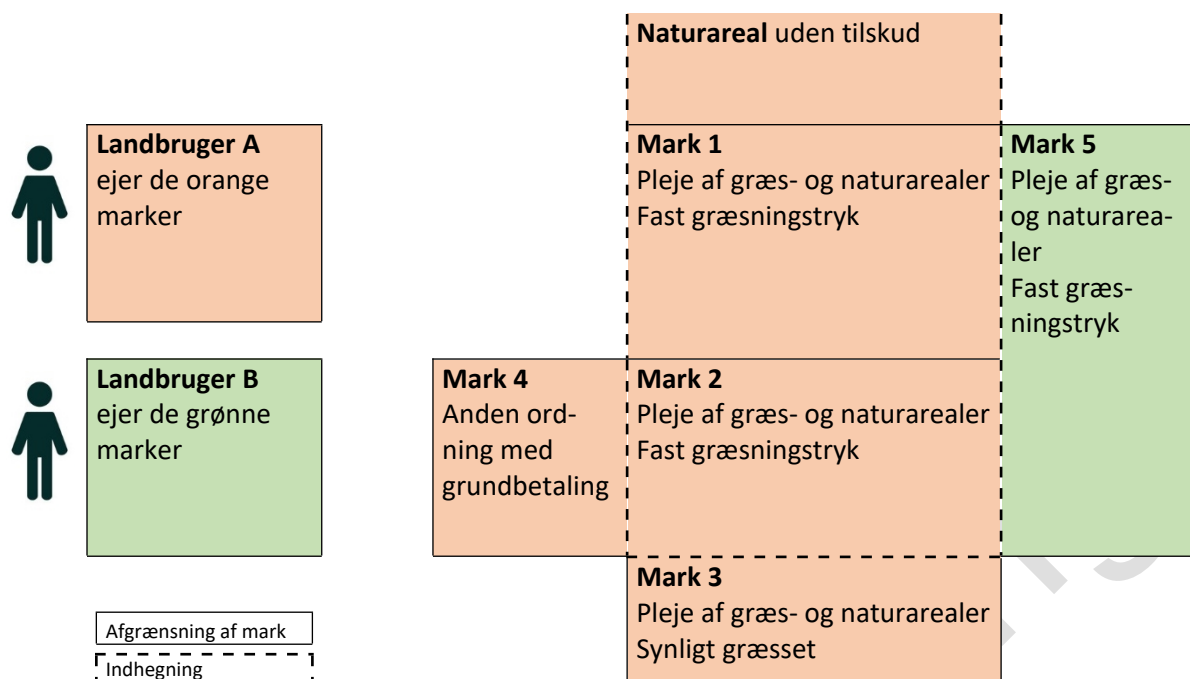 Naturareal uden tilskud
Landbruger A
ejer de orange
marker
Mark 1
Pleje af græs- og naturarealer
Fast græsningstryk
Mark 5
Pleje af græs-
og naturarea-
ler
Fast græs-
ningstryk
Landbruger B
ejer de grønne
marker
Mark 4
Anden ord-
ning med
grundbetaling
Mark 2
Pleje af græs- og naturarealer
Fast græsningstryk
Mark 3
Pleje af græs- og naturarealer
Synligt græsset
Afgrænsning af mark
Indhegning